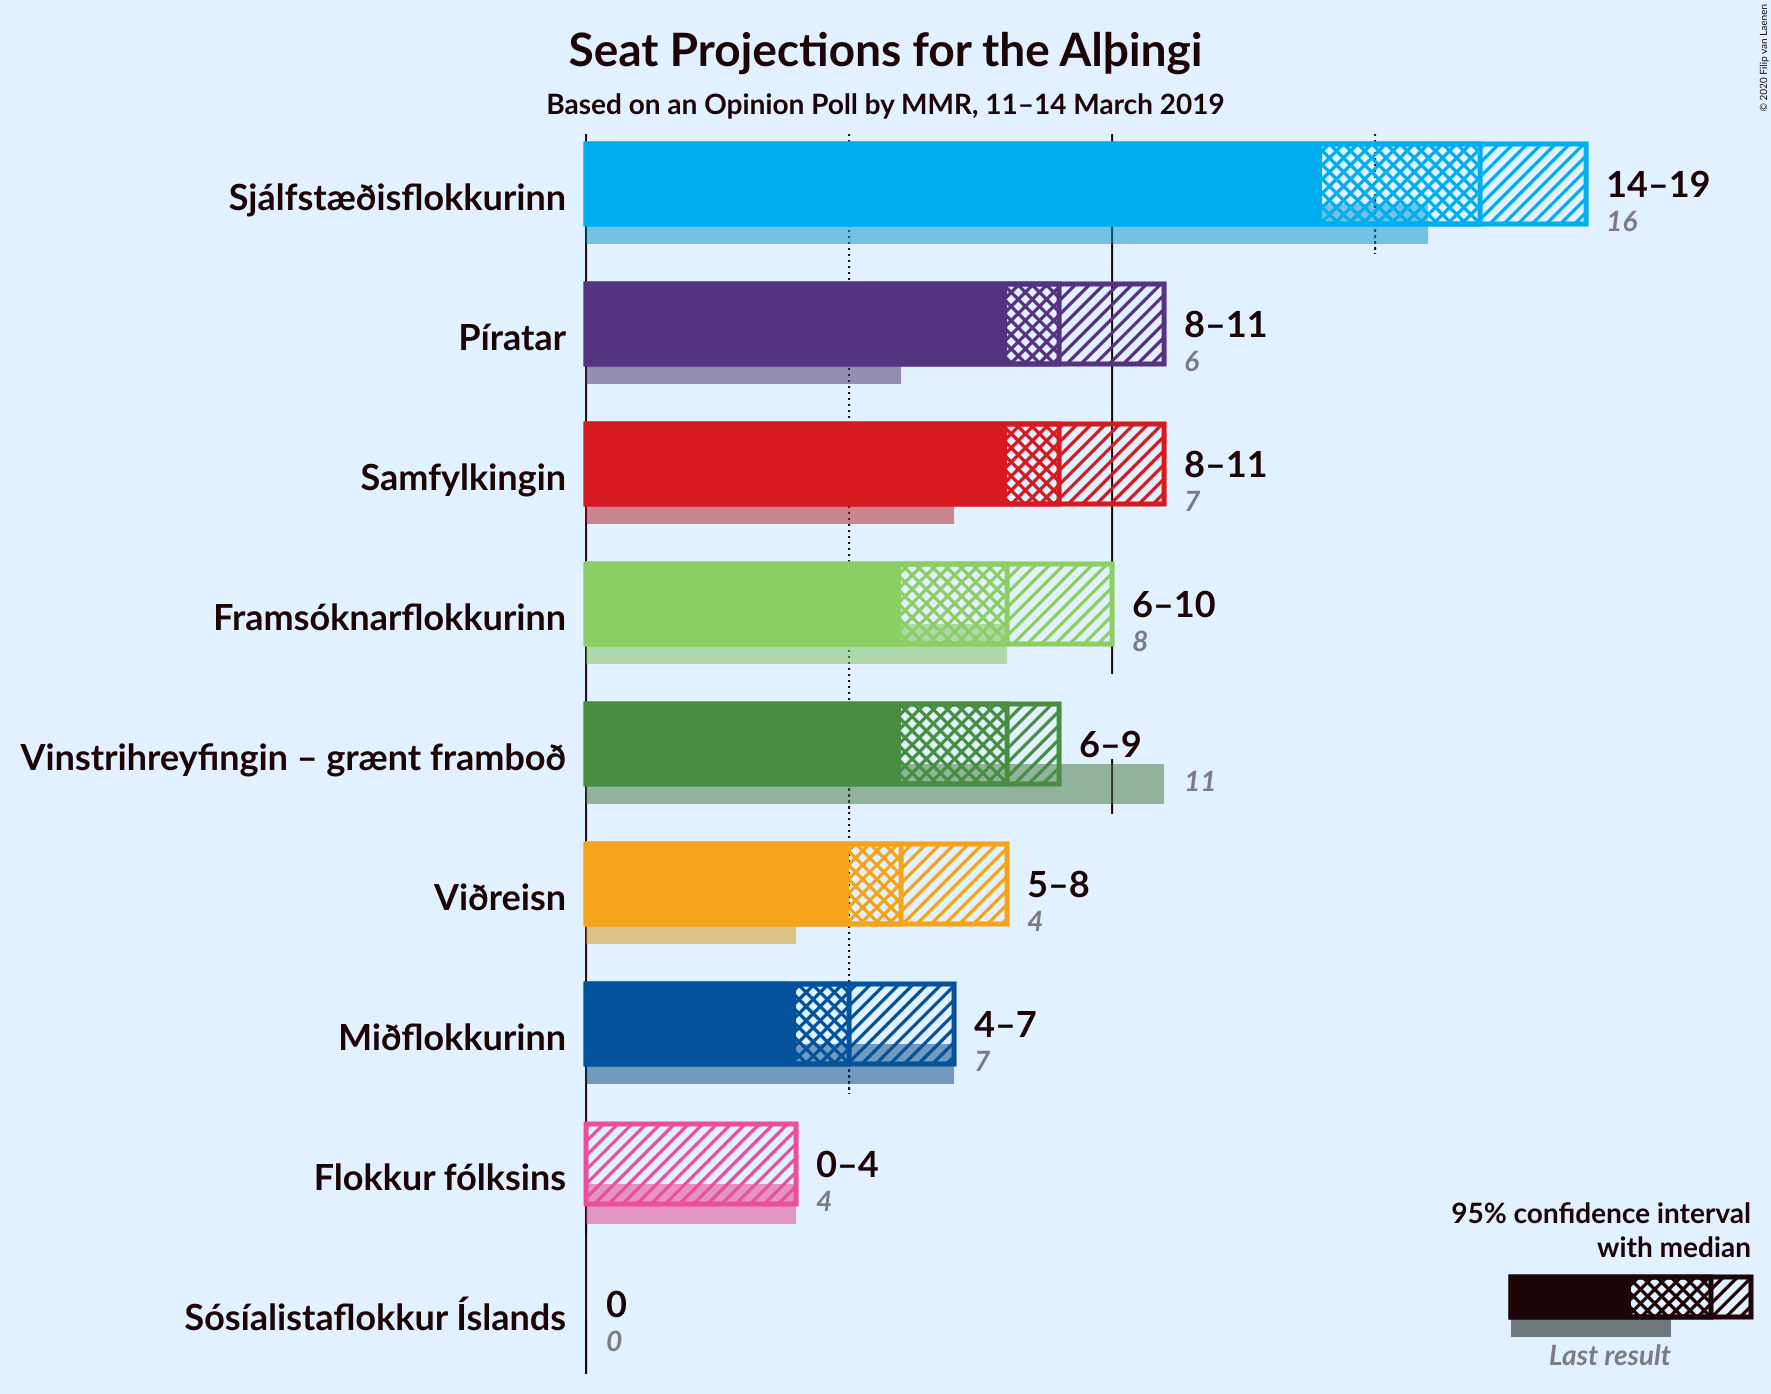 Seat Projections for the Alþingi
Based on an Opinion Poll by MMR, 11–14 March 2019
© 2020 Filip van Laenen
Sjálfstæðisflokkurinn
14–19
16
Píratar
8–11
6
Samfylkingin
8–11
7
Framsóknarflokkurinn
6–10
8
Vinstrihreyfingin – grænt framboð
6–9
11
Viðreisn
5–8
4
Miðflokkurinn
4–7
7
Flokkur fólksins
0–4
4
Sósíalistaflokkur Íslands
0
0
95% confidence interval
with median
Last result